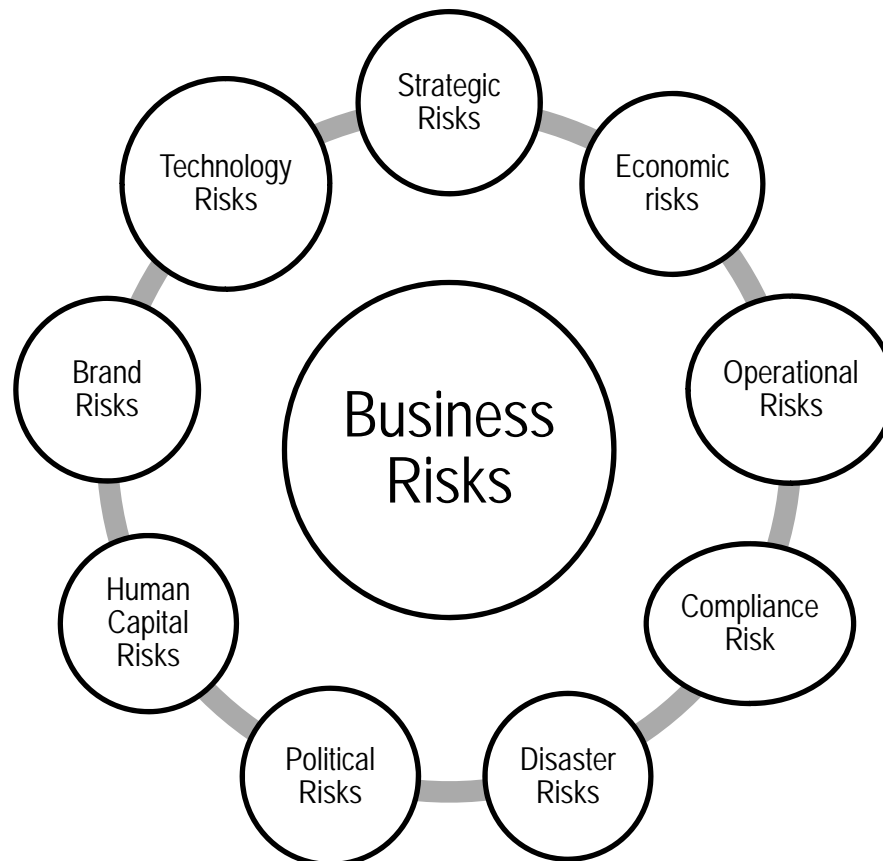 Strategic
Risks
Economic
risks
Operational
Risks
Compliance
Risk
Disaster
Risks
Political
Risks
Human
Capital
Risks
Brand
Risks
Technology
Risks
Business
Risks